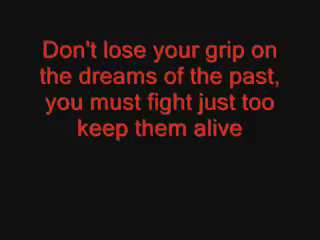 Don't lose your grip on
the dreams of the past,
you must fight just too
keep them alive